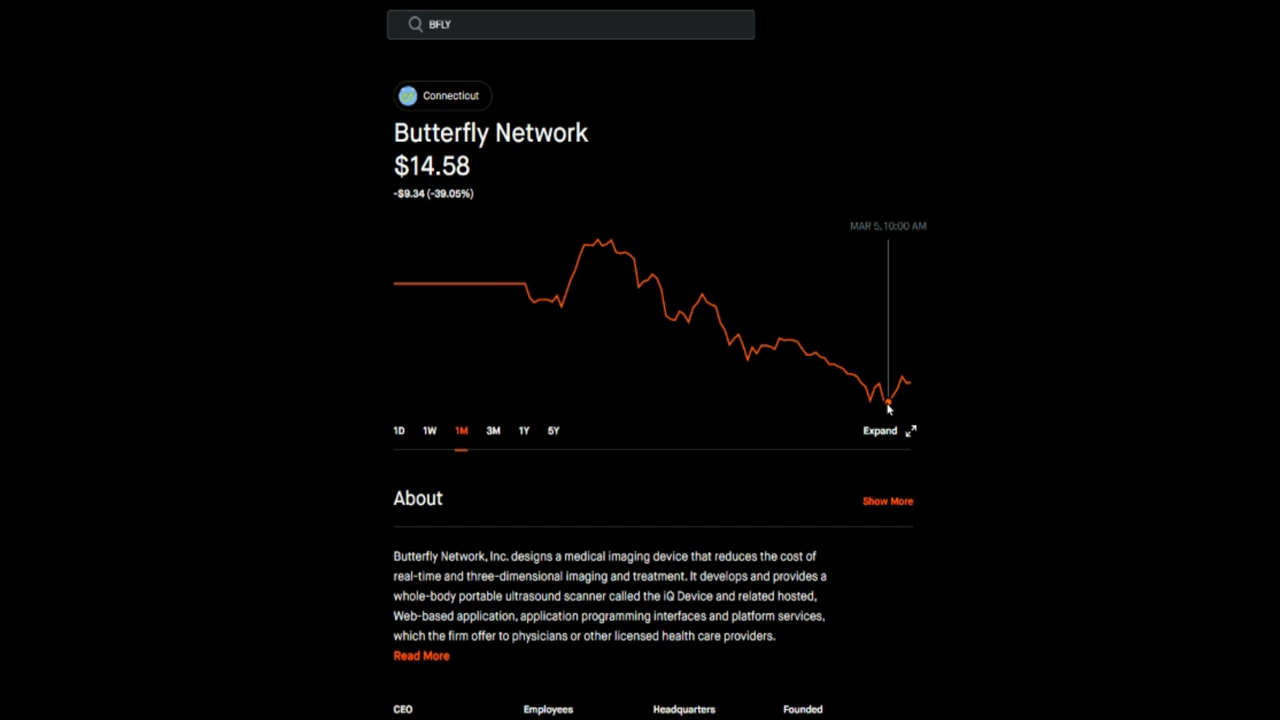 BFLY
Connecticut
Butterfly Network
$14.58
-$9.34 (-39.05%)
MAR 5, 10:00 AM
1D 1W 1M 3M 1Y 5Y Expand
About Show More
Butterfly Network, Inc. designs a medical imaging device that reduces the cost of
real-time and three-dimensional imaging and treatment. It develops and provides a
whole-body portable ultrasound scanner called the iQ Device and related hosted,
Web-based application, application programming interfaces and platform services,
which the firm offer to physicians or other licensed health care providers.
Read More
CEO Employees Headquarters Founded